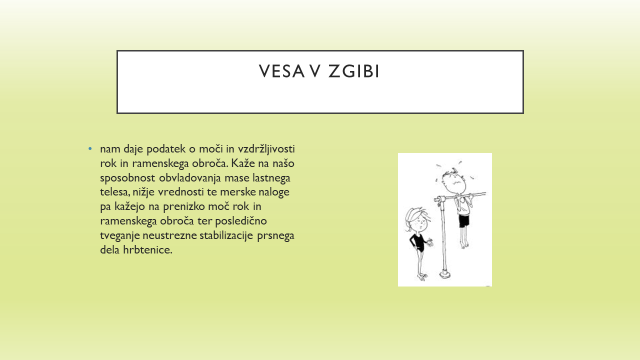 VESA V ZGIBI
• nam daje podatek o moči in vzdržljivosti
rok in ramenskega obroča. Kaže na našo
sposobnost obvladovanja mase lastnega
telesa, nižje vrednosti te merske naloge
pa kažejo na prenizko moč rok in
ramenskega obroča ter posledično
tveganje neustrezne stabilizacije prsnega
dela hrbtenice.